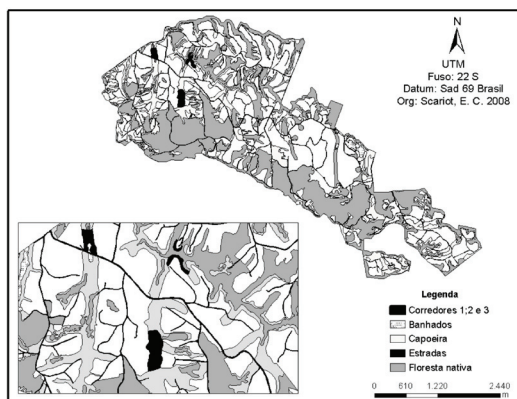 N
UTM
Fuso: 22 S
Datum: Sad 69 Brasil
Org: Scariot, E. C. 2008
Legenda
Corredores 1;2 e 3
Banhados
Capoeira
Estradas
Floresta nativa
0 610 1.220 2.440
m